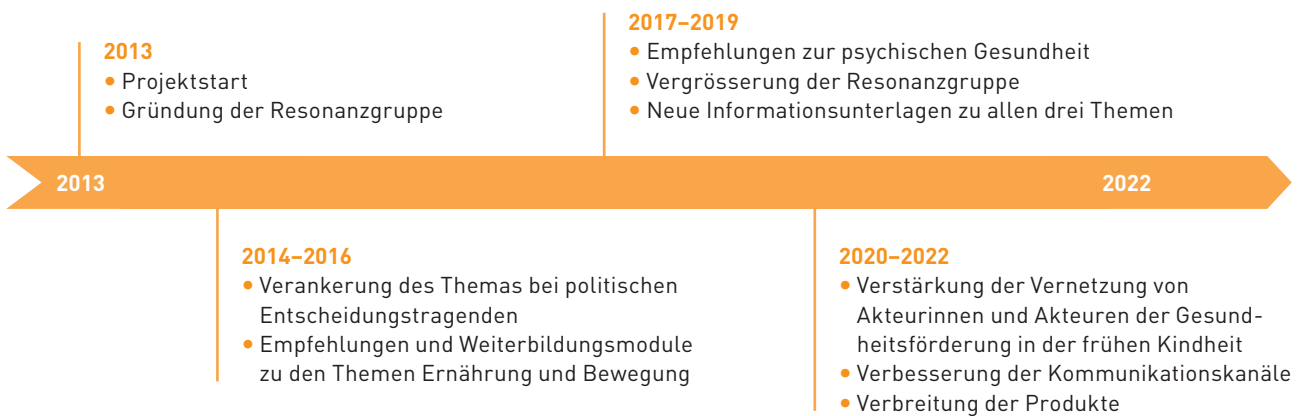 2013
• Projektstart
• Gründung der Resonanzgruppe
2017–2019
• Empfehlungen zur psychischen Gesundheit
• Vergrösserung der Resonanzgruppe
• Neue Informationsunterlagen zu allen drei Themen
2013
2022
2014–2016
• Verankerung des Themas bei politischen
Entscheidungstragenden
• Empfehlungen und Weiterbildungsmodule
zu den Themen Ernährung und Bewegung
2020–2022
• Verstärkung der Vernetzung von
Akteurinnen und Akteuren der Gesund-
heitsförderung in der frühen Kindheit
• Verbesserung der Kommunikationskanäle
• Verbreitung der Produkte